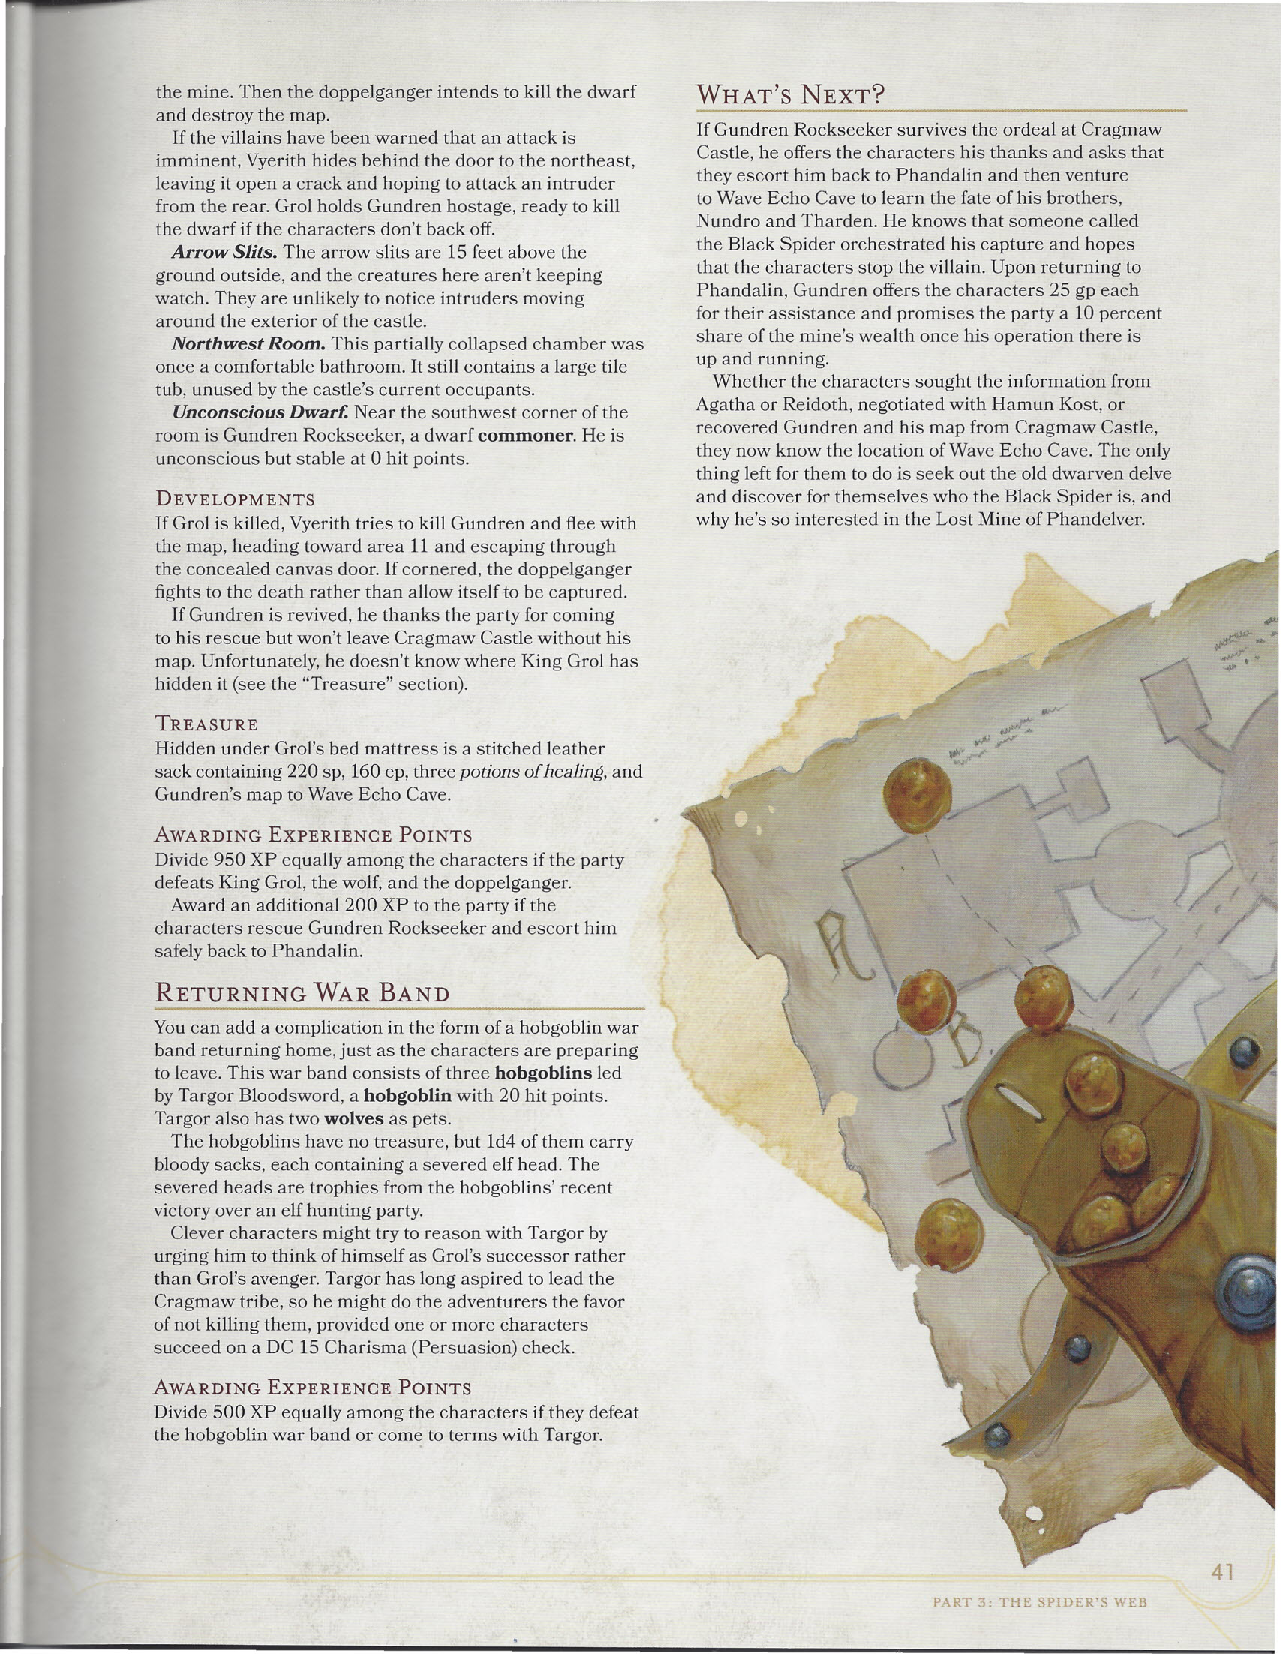 the mine. Then the doppelganger intends to kill the dwarf
and destroy the map.
If the villains have been warned that an attack is
imminent, Vyerith hides behind the door to the northeast,
leaving it open a crack and hoping to attack an intruder
from the rear. Grol holds Gundren hostage, ready to kill
the dwarf if the characters don't back off.
Arrow Slits. The arrow slits are 15 feet above the
ground outside, and the creatures here aren't keeping
watch. They are unlikely to notice intruders moving
around the exterior of the castle.
Northwest Room. This partially collapsed chamber was
once a comfortable bathroom. It still contains a large tile
tub, unused by the castle's current occupants.
Unconscious Dwarf. Near the southwest corner of the
room is Gundren Rockseeker, a dwarf commoner. He is
unconscious but stable at 0 hit points.
DEVELOPMENTS
If Grol is killed, Vyerith tries to kill Gundren and flee with
the map, heading toward area 11 and escaping through
the concealed canvas door. If cornered, the doppelganger
fights to the death rather than allow itself to be captured.
If Gundren is revived, he thanks the party for coming
to his rescue but won't leave Cragmaw Castle without his
map. Unfortunately, he doesn't know where King Grol has
hidden it (see the "Treasure" section).
TREASURE
Hidden under Grol's bed mattress is a stitched leather
sack containing 220 sp, 160 ep, three potions of healing, and
Gundren's map to Wave Echo Cave.
AWARDING EXPERIENCE POINTS
Divide 950 XP equally among the characters if the party
defeats King Grol, the wolf, and the doppelganger.
Award an additional 200 XP to the party if the
characters rescue Gundren Rockseeker and escort him
safely back to Phandalin.
RETURNING WAR BAND
You can add a complication in the form of a hobgoblin war
band returning home, just as the characters are preparing
to leave. This war band consists of three hobgoblins led
by Targor Bloodsword, a hobgoblin with 20 hit points.
Targor also has two wolves as pets.
The hobgoblins have no treasure, but 1d4 of them carry
bloody sacks, each containing a severed elf head. The
severed heads are trophies from the hobgoblins' recent
victory over an elf hunting party.
Clever characters might try to reason with Targor by
urging him to think of himself as Grol's successor rather
than Grol's avenger. Targor has long aspired to lead the
Cragmaw tribe, so he might do the adventurers the favor
of not killing them, provided one or more characters
succeed on a DC 15 Charisma (Persuasion) check.
AWARDING EXPERIENCE POINTS
Divide 500 XP equally among the characters if they defeat
the hobgoblin war band or come to terms with Targor.
WHAT'S NEXT?
If Gundren Rockseeker survives the ordeal at Cragmaw
Castle, he offers the characters his thanks and asks that
they escort him back to Phandalin and then venture
to Wave Echo Cave to learn the fate of his brothers,
Nundro and Tharden. He knows that someone called
the Black Spider orchestrated his capture and hopes
that the characters stop the villain. Upon returning to
Phandalin, Gundren offers the characters 25 gp each
for their assistance and promises the party a 10 percent
share of the mine's wealth once his operation there is
up and running.
Whether the characters sought the information from
Agatha or Reidoth, negotiated with Hamun Kost, or
recovered Gundren and his map from Cragmaw Castle,
they now know the location of Wave Echo Cave. The only
thing left for them to do is seek out the old dwarven delve
and discover for themselves who the Black Spider is, and
why he's so interested in the Lost Mine of Phandelver.
A
B
41
PART 3: THE SPIDER'S WEB